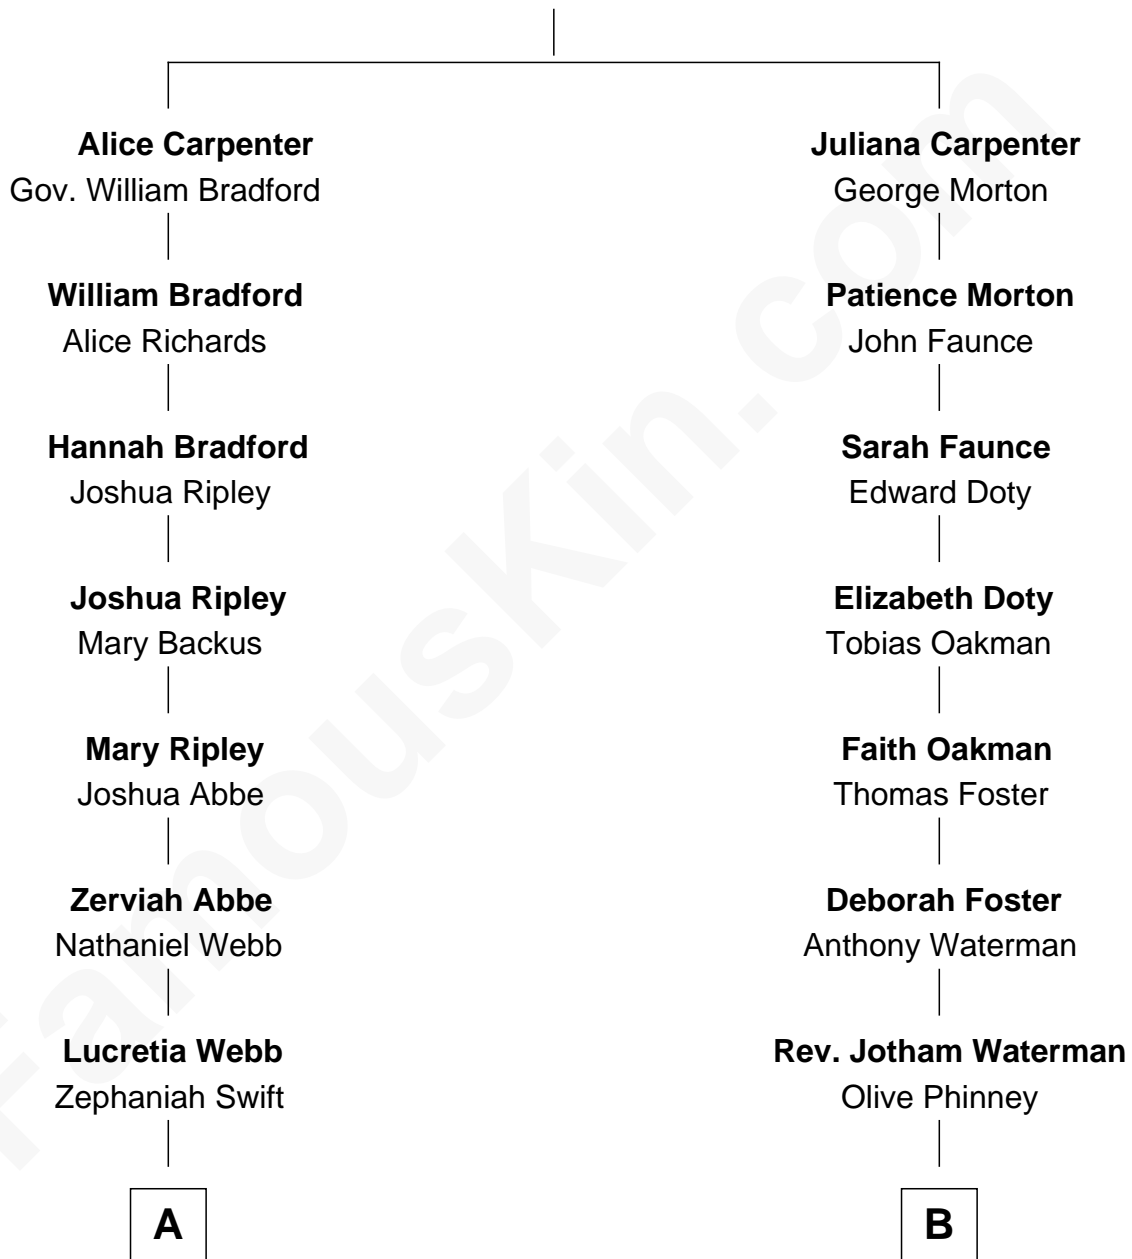 Alice Carpenter
Gov. William Bradford
William Bradford
Alice Richards
Hannah Bradford
Joshua Ripley
Joshua Ripley
Mary Backus
Mary Ripley
Joshua Abbe
Zerviah Abbe
Nathaniel Webb
Lucretia Webb
Zephaniah Swift
A
Juliana Carpenter
George Morton
Patience Morton
John Faunce
Sarah Faunce
Edward Doty
Elizabeth Doty
Tobias Oakman
Faith Oakman
Thomas Foster
Deborah Foster
Anthony Waterman
Rev. Jotham Waterman
Olive Phinney
B
FamousKin.com